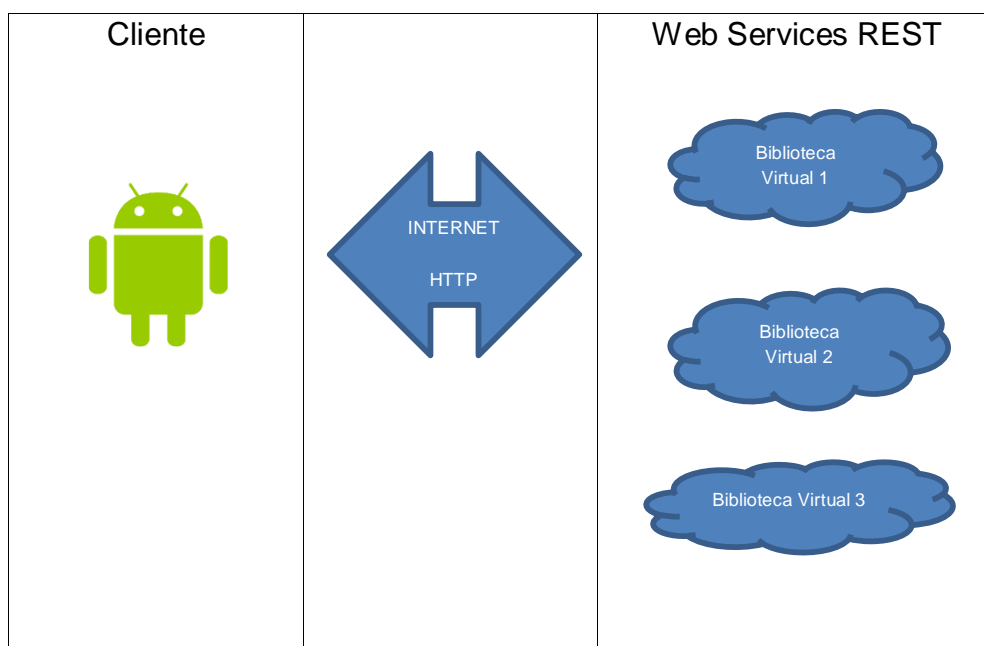 Cliente
Web Services REST
INTERNET
HTTP
Biblioteca
Virtual 1
Biblioteca
Virtual 2
Biblioteca Virtual 3